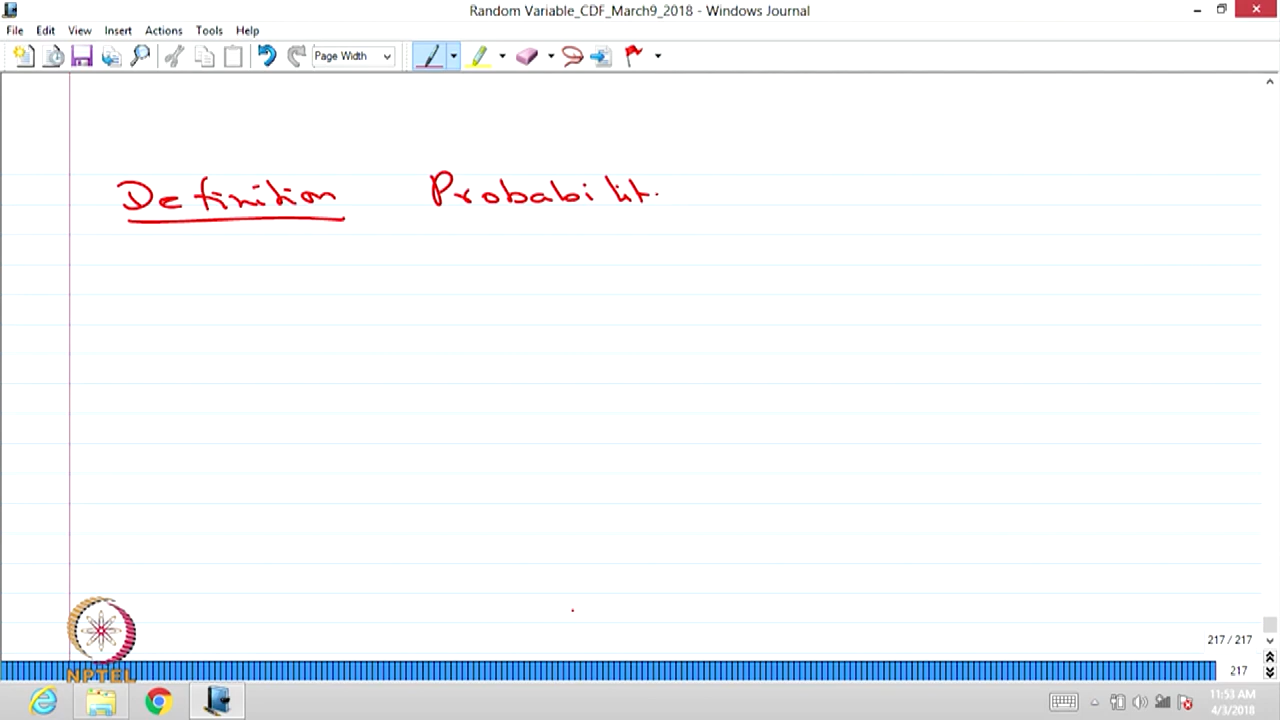 Random Variable_CDF_March9_2018 - Windows Journal
File Edit View Insert Actions Tools Help
Page Width
Definition Probabilit
217 / 217
217
NPTEL
11:53 AM
4/3/2018